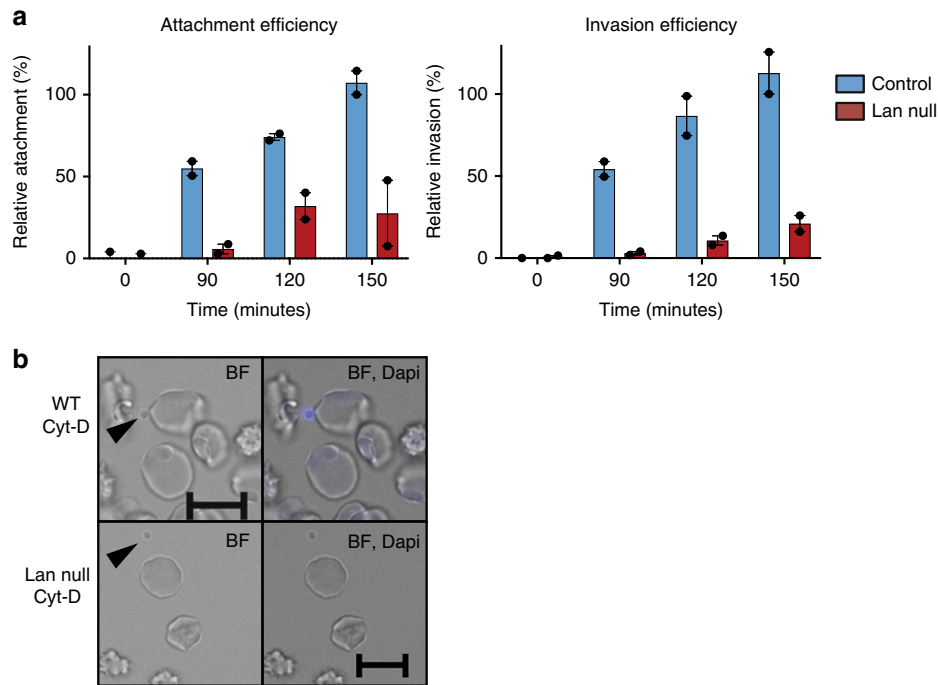 a
Attachment efficiency
Relative atachment (%)
100
50
0
0 90 120 150
Time (minutes)
Invasion efficiency
Relative invasion (%)
100
50
0
0 90 120 150
Time (minutes)
Control
Lan null
b
WT
Cyt-D
BF
BF, Dapi
Lan null
Cyt-D
BF
BF, Dapi